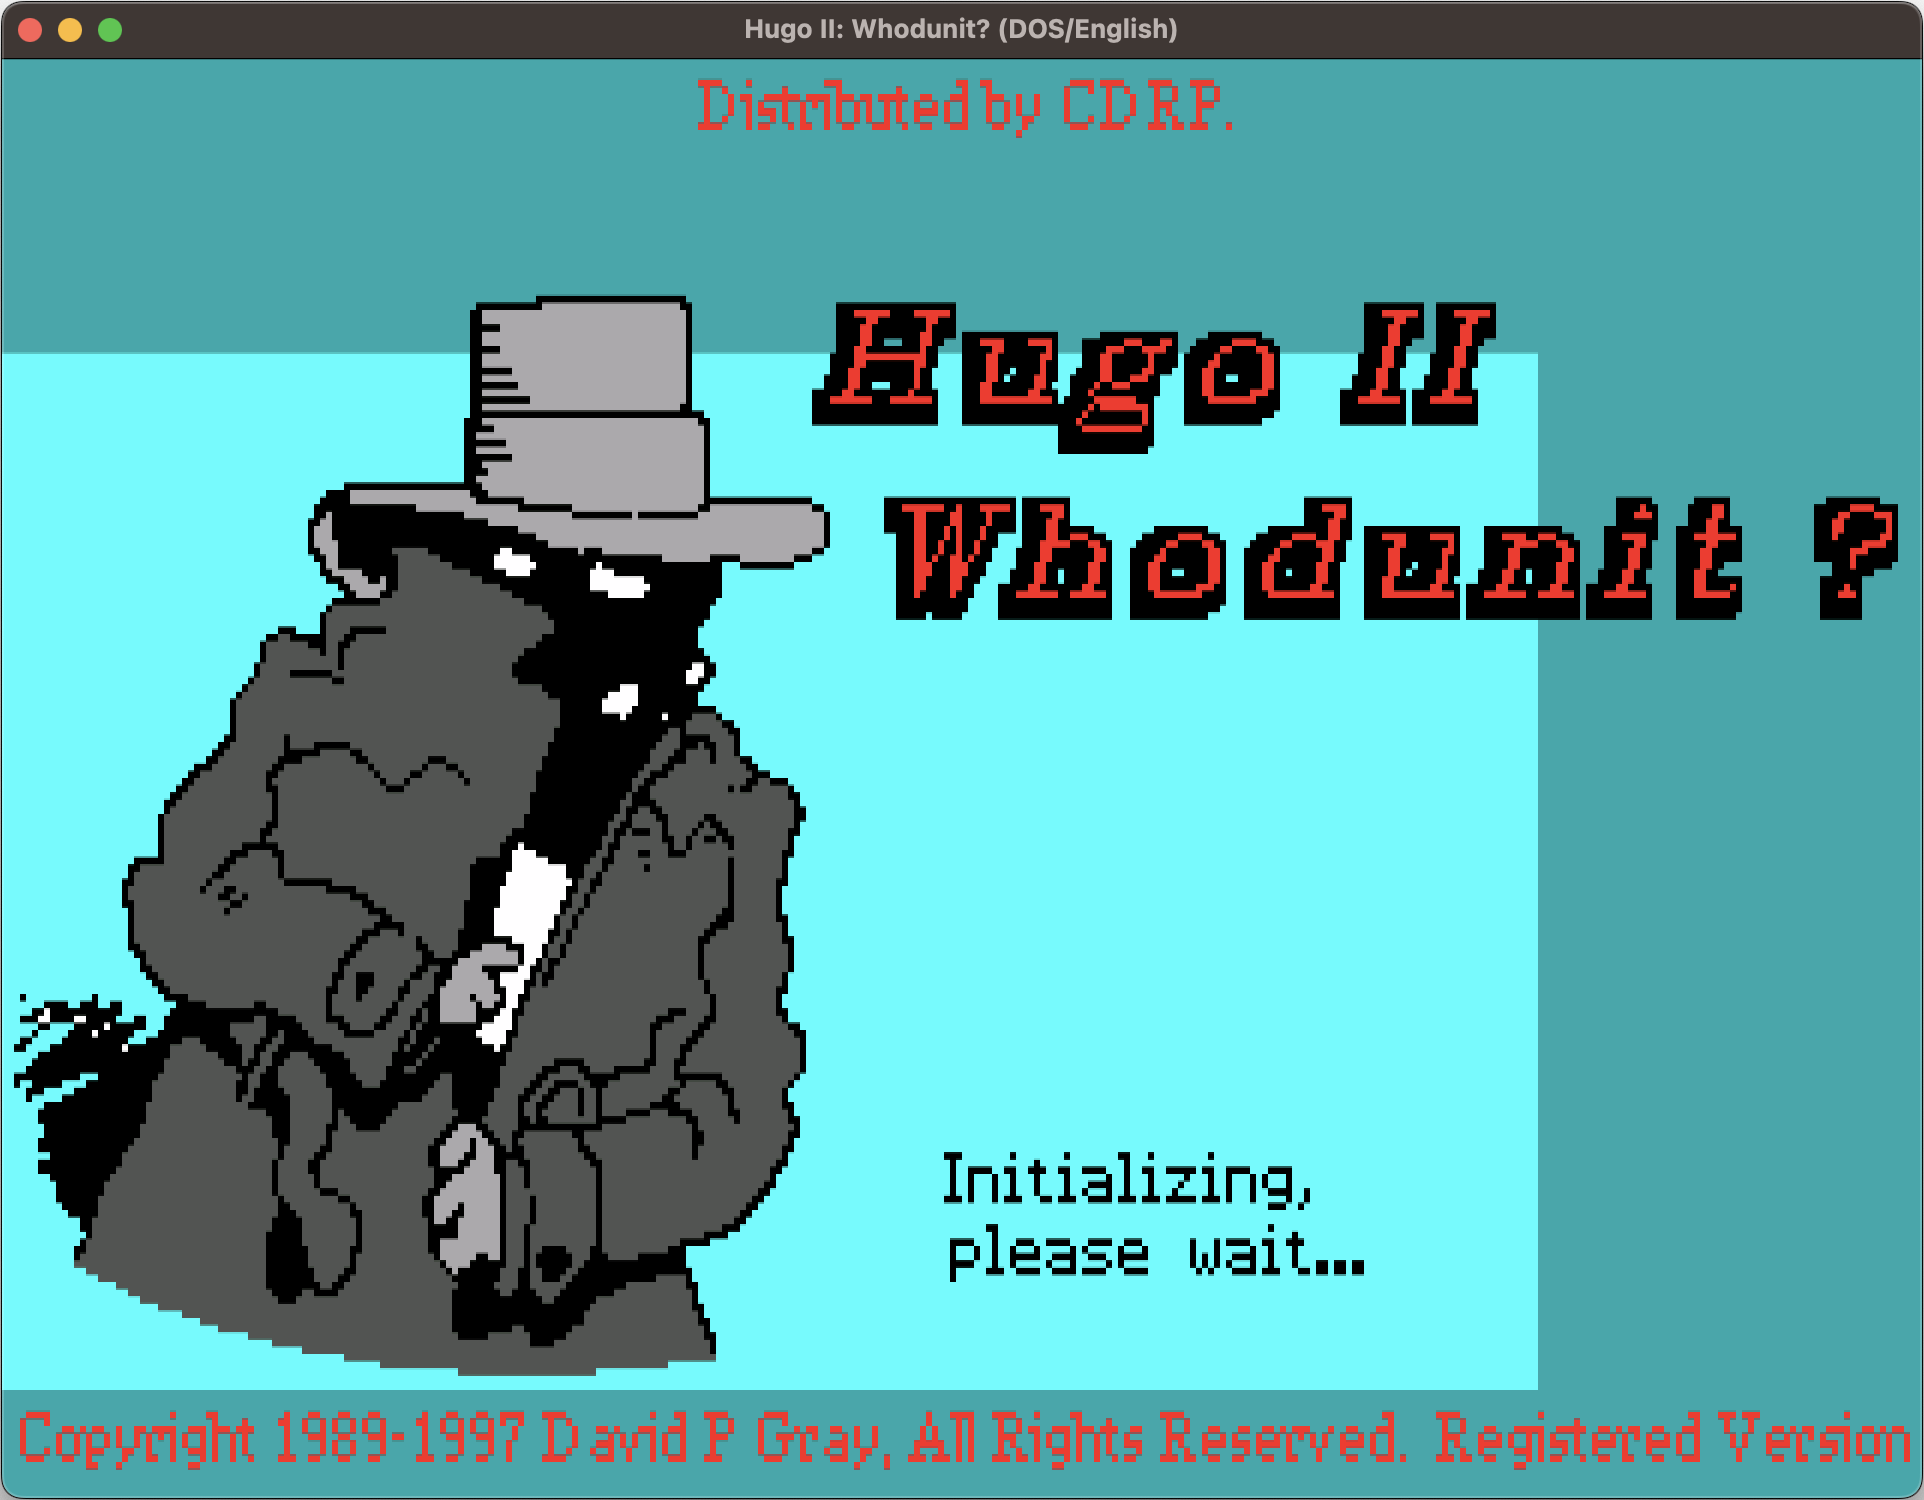 Hugo II: Whodunit? (DOS/English)
Distributed by CDRP.
Hugo II
Whodunit ?
Initializing,
please wait...
Copyright 1989-1997 David P Gray, All Rights Reserved. Registered Version